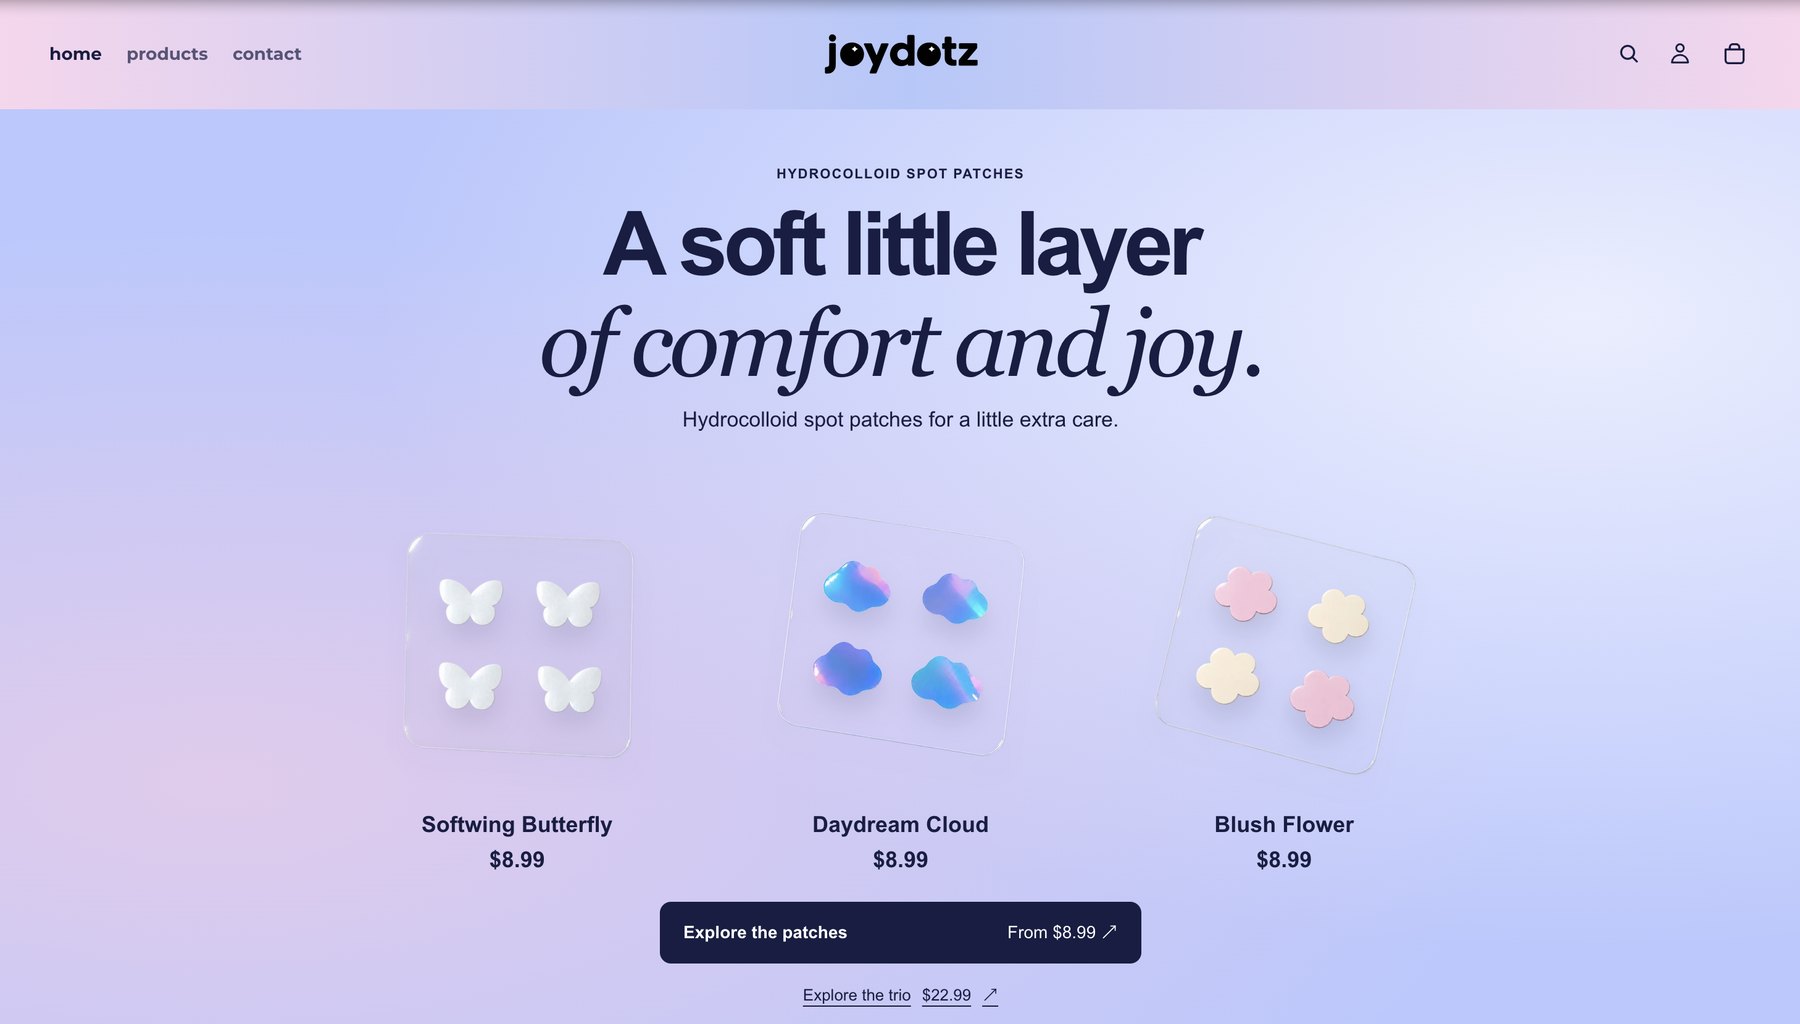 home products contact
joydotz
HYDROCOLLOID SPOT PATCHES
A soft little layer
of comfort and joy.
Hydrocolloid spot patches for a little extra care.
Softwing Butterfly
$8.99
Daydream Cloud
$8.99
Blush Flower
$8.99
Explore the patches From $8.99 ↗
Explore the trio $22.99 ↗